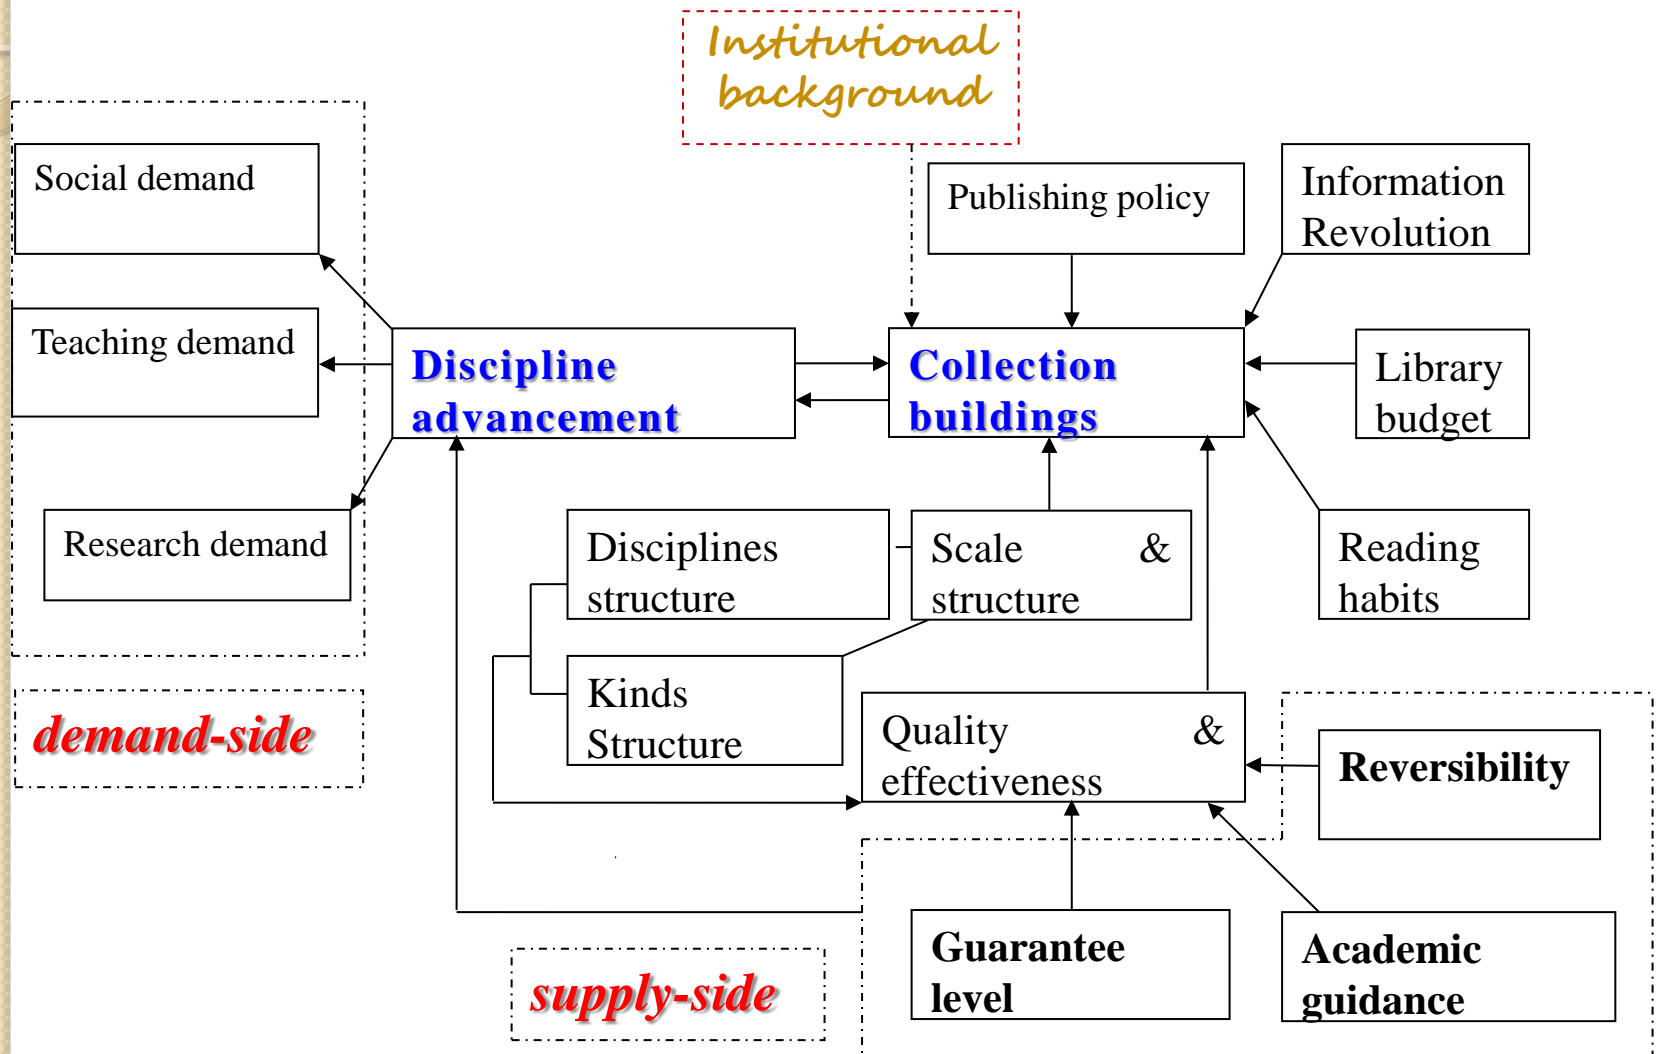 Institutional
background
Social demand
Publishing policy
Information
Revolution
Teaching demand
Discipline
advancement
Collection
buildings
Library
budget
Research demand
Disciplines
structure
Scale &
structure
Reading
habits
Kinds
Structure
demand-side
Quality &
effectiveness
Reversibility
Guarantee
level
Academic
guidance
supply-side